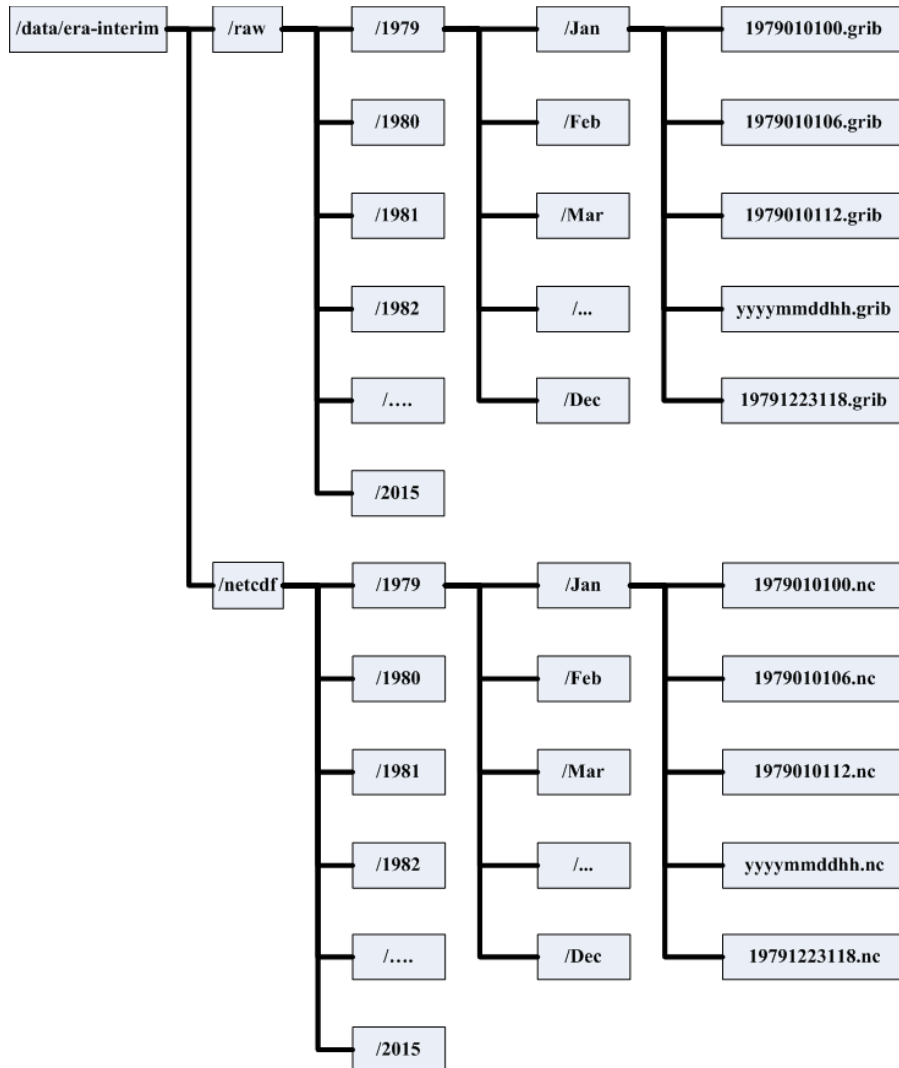 /data/era-interim /raw /1979 /Jan 1979010100.grib
/1980 /Feb 1979010106.grib
/1981 /Mar 1979010112.grib
/1982 /... yyyymmddhh.grib
/…. /Dec 19791223118.grib
/2015
/netcdf /1979 /Jan 1979010100.nc
/1980 /Feb 1979010106.nc
/1981 /Mar 1979010112.nc
/1982 /... yyyymmddhh.nc
/…. /Dec 19791223118.nc
/2015